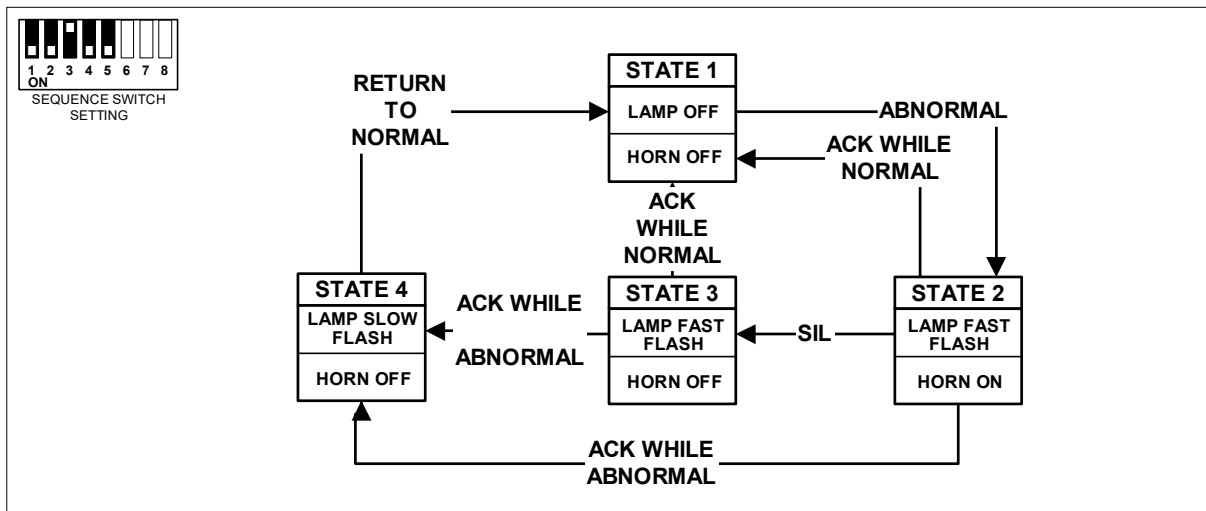 1 2 3 4 5 6 7 8
ON
SEQUENCE SWITCH
SETTING
RETURN
TO
NORMAL
STATE 1
LAMP OFF
HORN OFF
ABNORMAL
ACK WHILE
NORMAL
ACK
WHILE
NORMAL
STATE 4
LAMP SLOW
FLASH
HORN OFF
ACK WHILE
ABNORMAL
STATE 3
LAMP FAST
FLASH
HORN OFF
SIL
STATE 2
LAMP FAST
FLASH
HORN ON
ACK WHILE
ABNORMAL